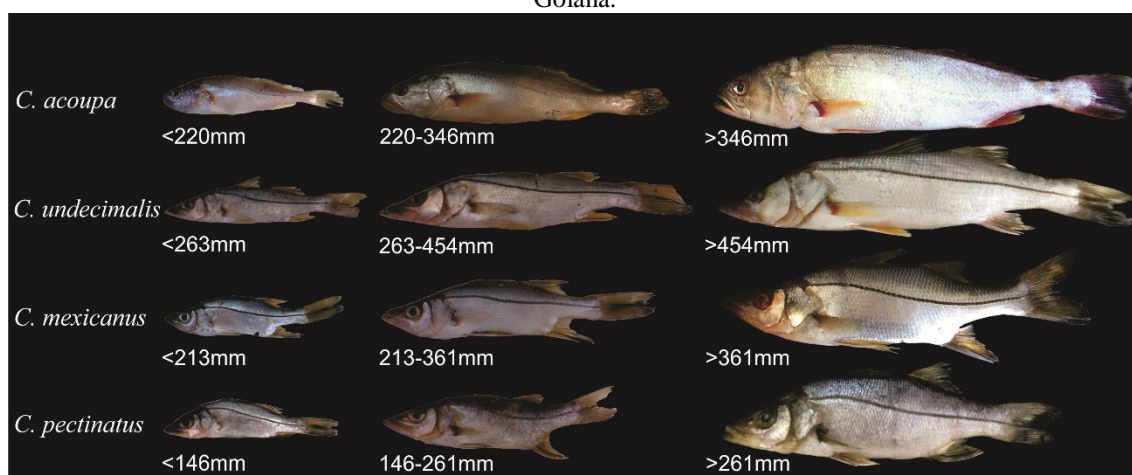 Goiana.
C. acoupa
<220mm 220-346mm >346mm
C. undecimalis
<263mm 263-454mm >454mm
C. mexicanus
<213mm 213-361mm >361mm
C. pectinatus
<146mm 146-261mm >261mm